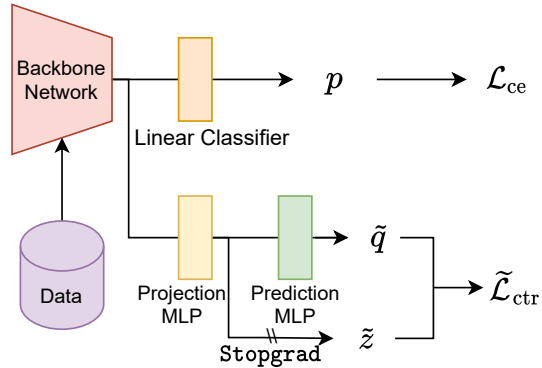 Backbone
Network
p
ℒce
Linear Classifier
Data
Projection
MLP
Prediction
MLP
q̃
ℒ̃ctr
z̃
Stopgrad